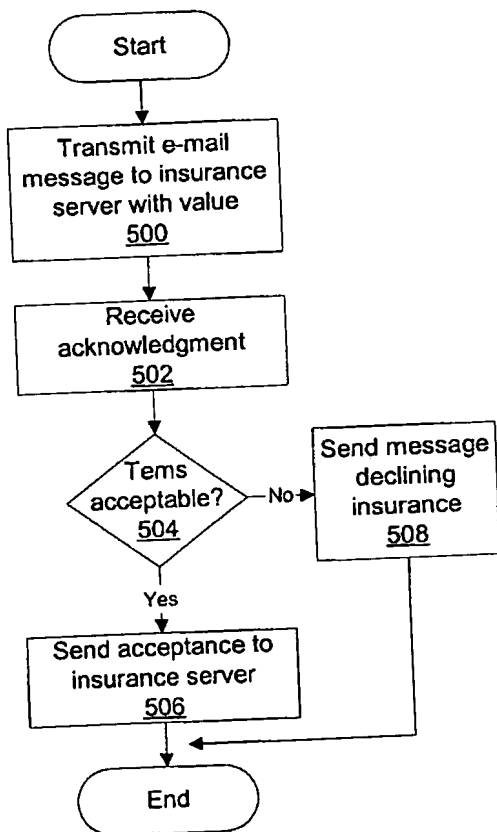 Start
Transmit e-mail
message to insurance
server with value
500
Receive
acknowledgment
502
Tems
acceptable?
504
No
Send message
declining
insurance
508
Yes
Send acceptance to
insurance server
506
End